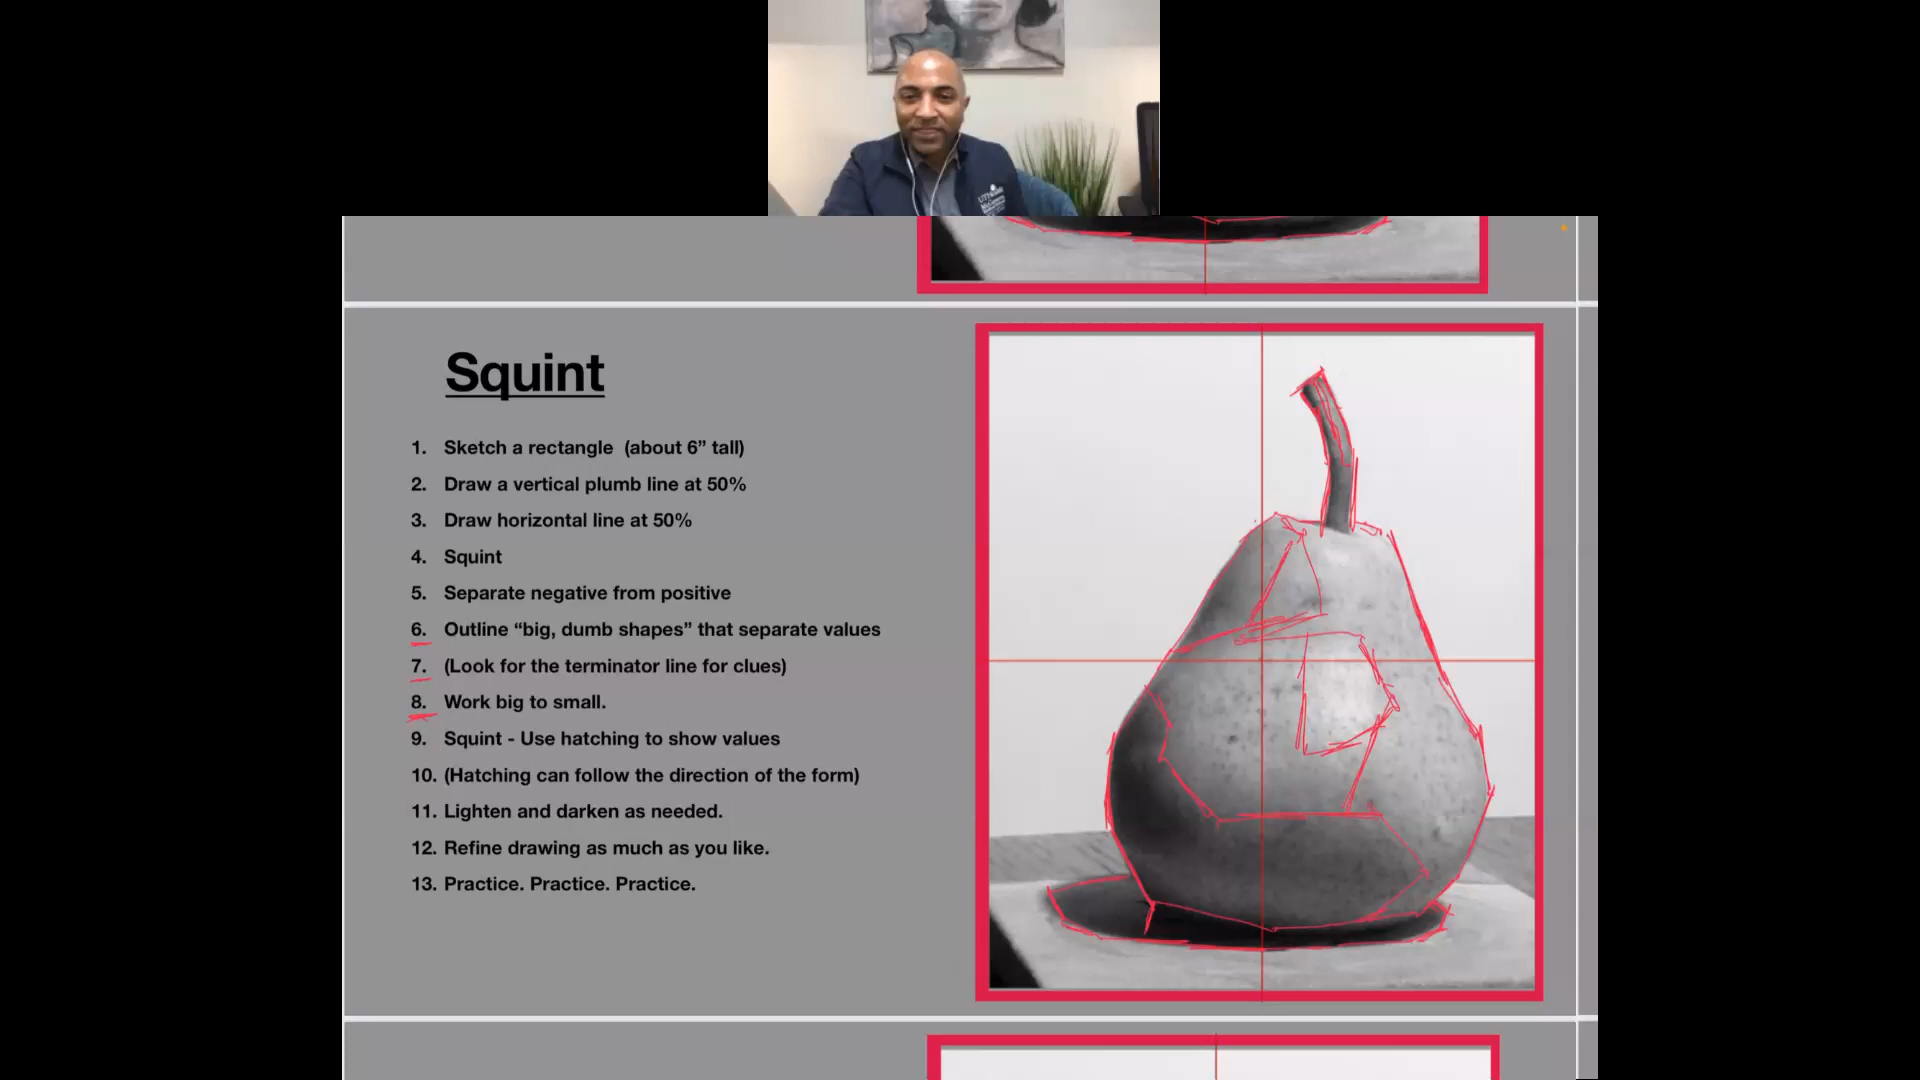 Squint
1. Sketch a rectangle (about 6” tall)
2. Draw a vertical plumb line at 50%
3. Draw horizontal line at 50%
4. Squint
5. Separate negative from positive
6. Outline “big, dumb shapes” that separate values
7. (Look for the terminator line for clues)
8. Work big to small.
9. Squint - Use hatching to show values
10. (Hatching can follow the direction of the form)
11. Lighten and darken as needed.
12. Refine drawing as much as you like.
13. Practice. Practice. Practice.